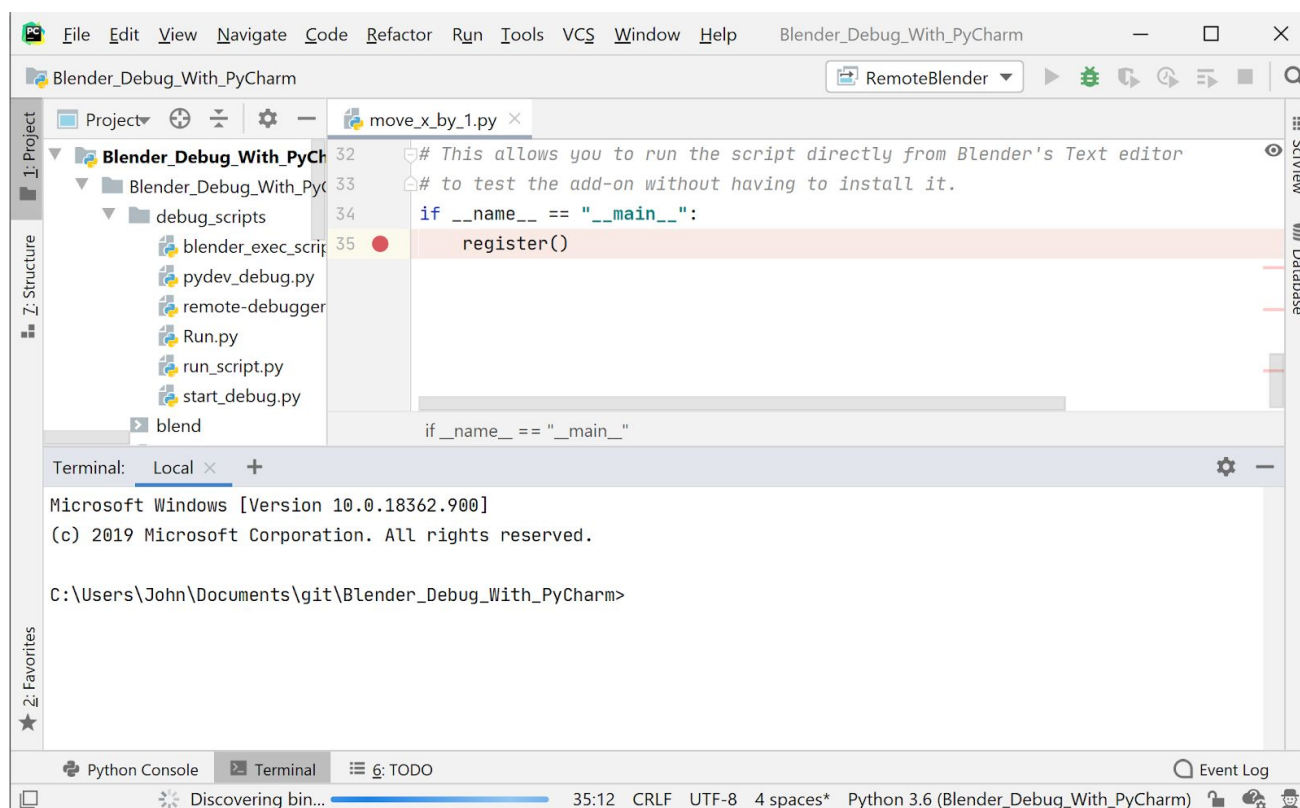 PC File Edit View Navigate Code Refactor Run Tools VCS Window Help Blender_Debug_With_PyCharm
Blender_Debug_With_PyCharm RemoteBlender
1: Project
Project
move_x_by_1.py
Blender_Debug_With_PyCh
Blender_Debug_With_Py
debug_scripts
blender_exec_scrip
pydev_debug.py
remote-debugger
Run.py
run_script.py
start_debug.py
blend
32 # This allows you to run the script directly from Blender's Text editor
33 # to test the add-on without having to install it.
34 if __name__ == "__main__":
35 register()
if __name__ == "__main__"
SciView
Database
7: Structure
2: Favorites
Terminal: Local +
Microsoft Windows [Version 10.0.18362.900]
(c) 2019 Microsoft Corporation. All rights reserved.
C:\Users\John\Documents\git\Blender_Debug_With_PyCharm>
Python Console Terminal 6: TODO Event Log
Discovering bin... 35:12 CRLF UTF-8 4 spaces* Python 3.6 (Blender_Debug_With_PyCharm)